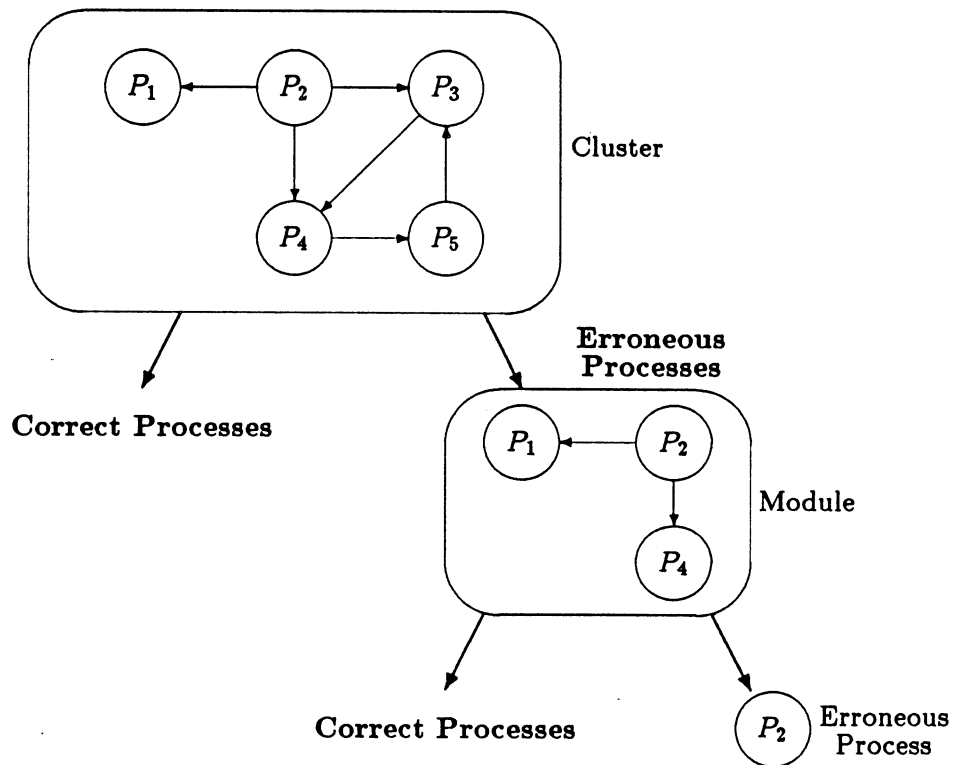 P₁ P₂ P₃
Cluster
P₄ P₅
Erroneous
Processes
Correct Processes
P₁ P₂
Module
P₄
Correct Processes
P₂
Erroneous
Process